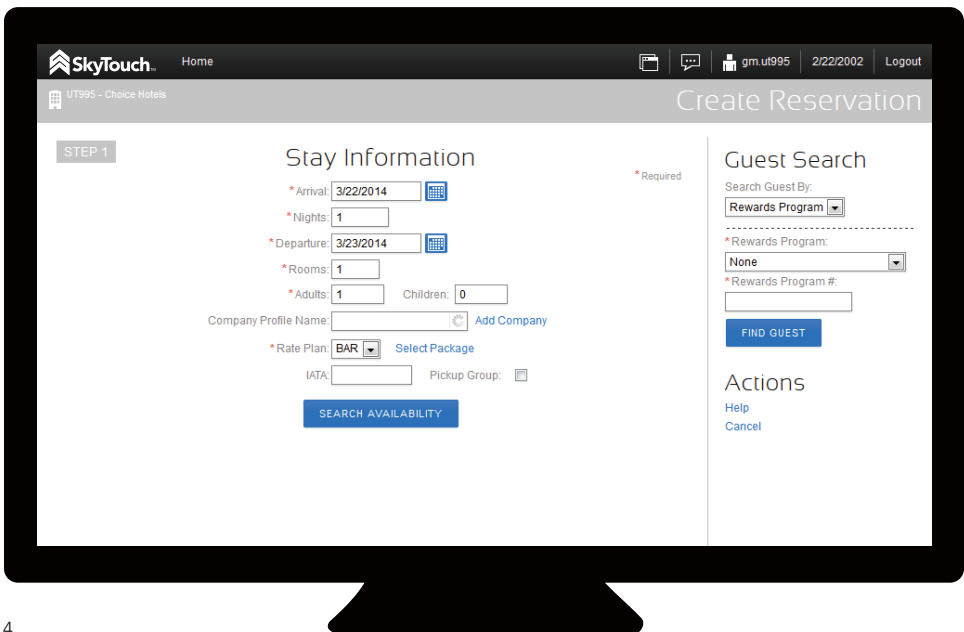 SkyTouch™ Home gm.ut995 2/22/2002 Logout
UT995 - Choice Hotels Create Reservation
STEP 1
Stay Information
* Required
* Arrival: 3/22/2014
* Nights: 1
* Departure: 3/23/2014
* Rooms: 1
* Adults: 1 Children: 0
Company Profile Name: Add Company
* Rate Plan: BAR Select Package
IATA: Pickup Group:
SEARCH AVAILABILITY
Guest Search
Search Guest By:
Rewards Program
* Rewards Program:
None
* Rewards Program #:
FIND GUEST
Actions
Help
Cancel
4